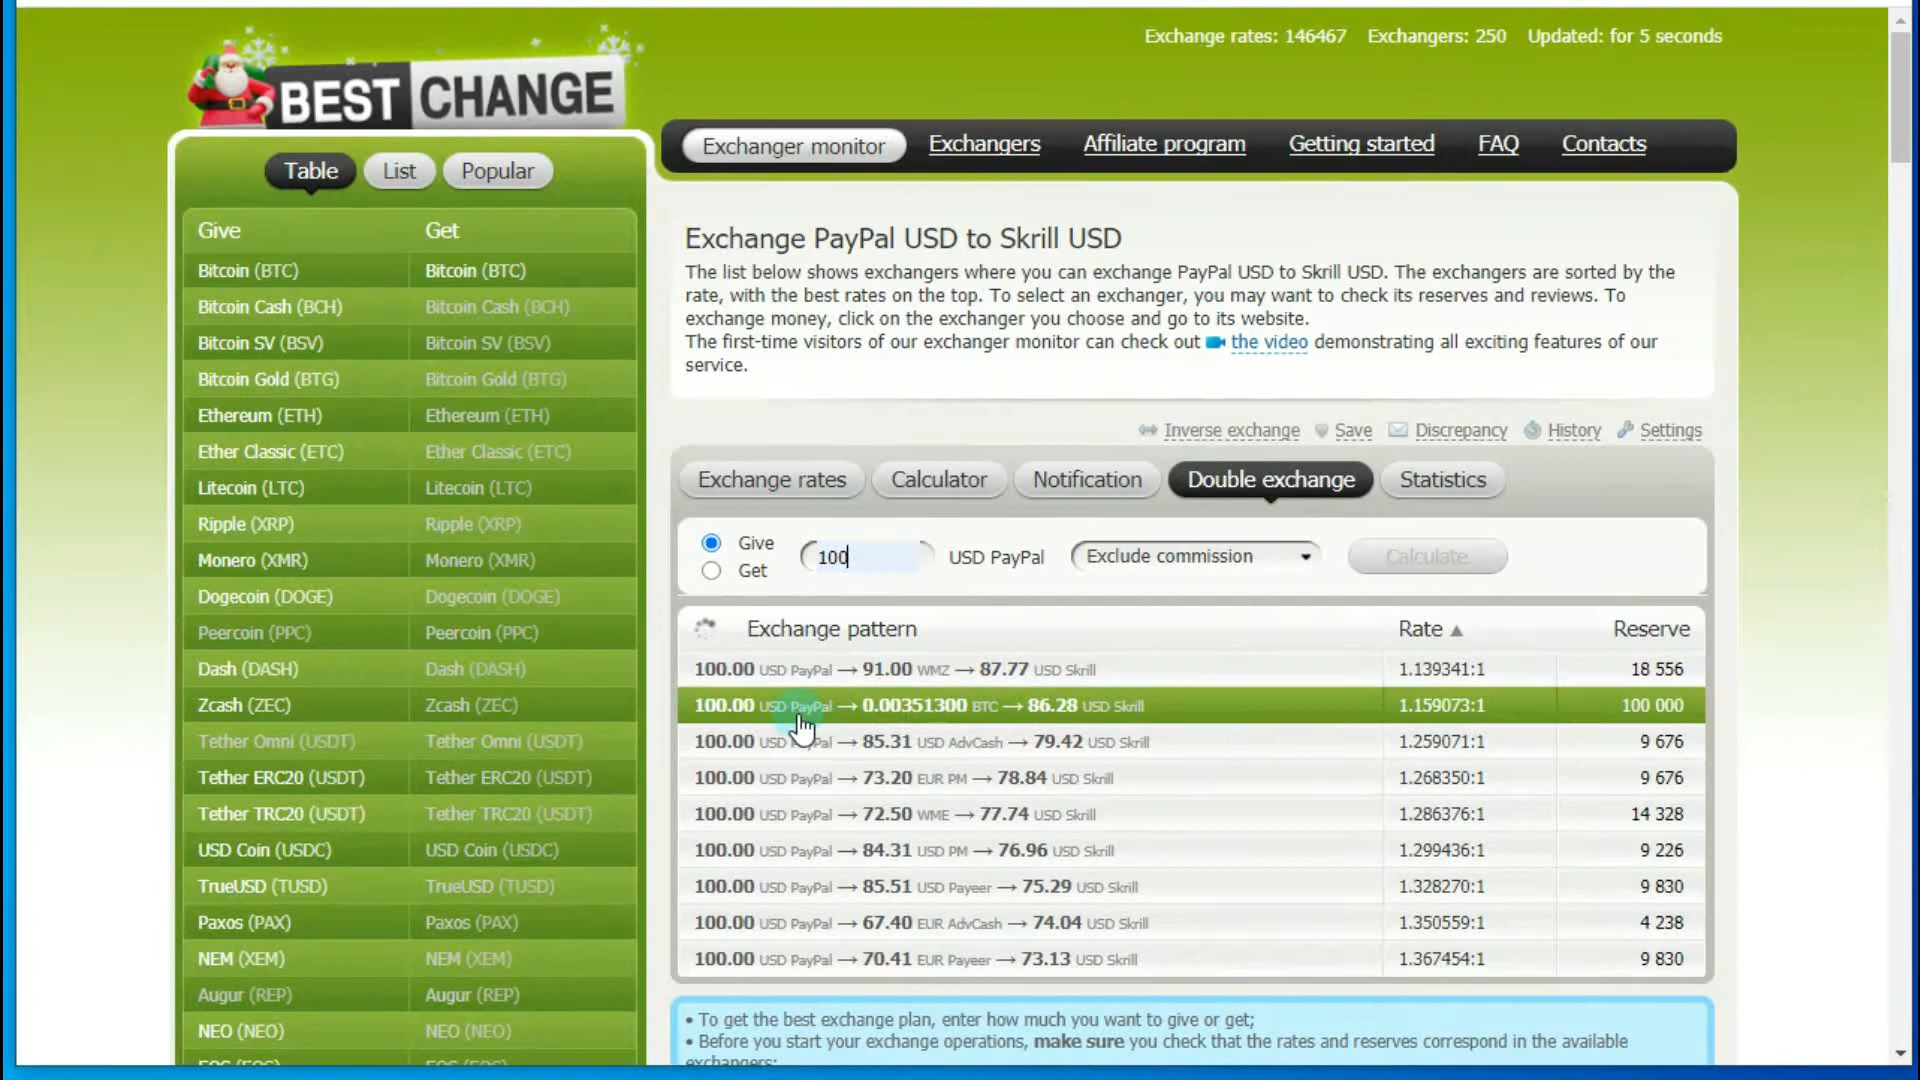 Exchange rates: 146467 Exchangers: 250 Updated: for 5 seconds
BEST CHANGE
Exchanger monitor Exchangers Affiliate program Getting started FAQ Contacts
Table List Popular
Give Get
Bitcoin (BTC) Bitcoin (BTC)
Bitcoin Cash (BCH) Bitcoin Cash (BCH)
Bitcoin SV (BSV) Bitcoin SV (BSV)
Bitcoin Gold (BTG) Bitcoin Gold (BTG)
Ethereum (ETH) Ethereum (ETH)
Ether Classic (ETC) Ether Classic (ETC)
Litecoin (LTC) Litecoin (LTC)
Ripple (XRP) Ripple (XRP)
Monero (XMR) Monero (XMR)
Dogecoin (DOGE) Dogecoin (DOGE)
Peercoin (PPC) Peercoin (PPC)
Dash (DASH) Dash (DASH)
Zcash (ZEC) Zcash (ZEC)
Tether Omni (USDT) Tether Omni (USDT)
Tether ERC20 (USDT) Tether ERC20 (USDT)
Tether TRC20 (USDT) Tether TRC20 (USDT)
USD Coin (USDC) USD Coin (USDC)
TrueUSD (TUSD) TrueUSD (TUSD)
Paxos (PAX) Paxos (PAX)
NEM (XEM) NEM (XEM)
Augur (REP) Augur (REP)
NEO (NEO) NEO (NEO)
Exchange PayPal USD to Skrill USD
The list below shows exchangers where you can exchange PayPal USD to Skrill USD. The exchangers are sorted by the
rate, with the best rates on the top. To select an exchanger, you may want to check its reserves and reviews. To
exchange money, click on the exchanger you choose and go to its website.
The first-time visitors of our exchanger monitor can check out the video demonstrating all exciting features of our
service.
Inverse exchange Save Discrepancy History Settings
Exchange rates Calculator Notification Double exchange Statistics
Give
Get
100 USD PayPal Exclude commission Calculate
Exchange pattern Rate ▲ Reserve
100.00 USD PayPal → 91.00 WMZ → 87.77 USD Skrill 1.139341:1 18 556
100.00 USD PayPal → 0.00351300 BTC → 86.28 USD Skrill 1.159073:1 100 000
100.00 USD PayPal → 85.31 USD AdvCash → 79.42 USD Skrill 1.259071:1 9 676
100.00 USD PayPal → 73.20 EUR PM → 78.84 USD Skrill 1.268350:1 9 676
100.00 USD PayPal → 72.50 WME → 77.74 USD Skrill 1.286376:1 14 328
100.00 USD PayPal → 84.31 USD PM → 76.96 USD Skrill 1.299436:1 9 226
100.00 USD PayPal → 85.51 USD Payeer → 75.29 USD Skrill 1.328270:1 9 830
100.00 USD PayPal → 67.40 EUR AdvCash → 74.04 USD Skrill 1.350559:1 4 238
100.00 USD PayPal → 70.41 EUR Payeer → 73.13 USD Skrill 1.367454:1 9 830
• To get the best exchange plan, enter how much you want to give or get;
• Before you start your exchange operations, make sure you check that the rates and reserves correspond in the available
exchangers;